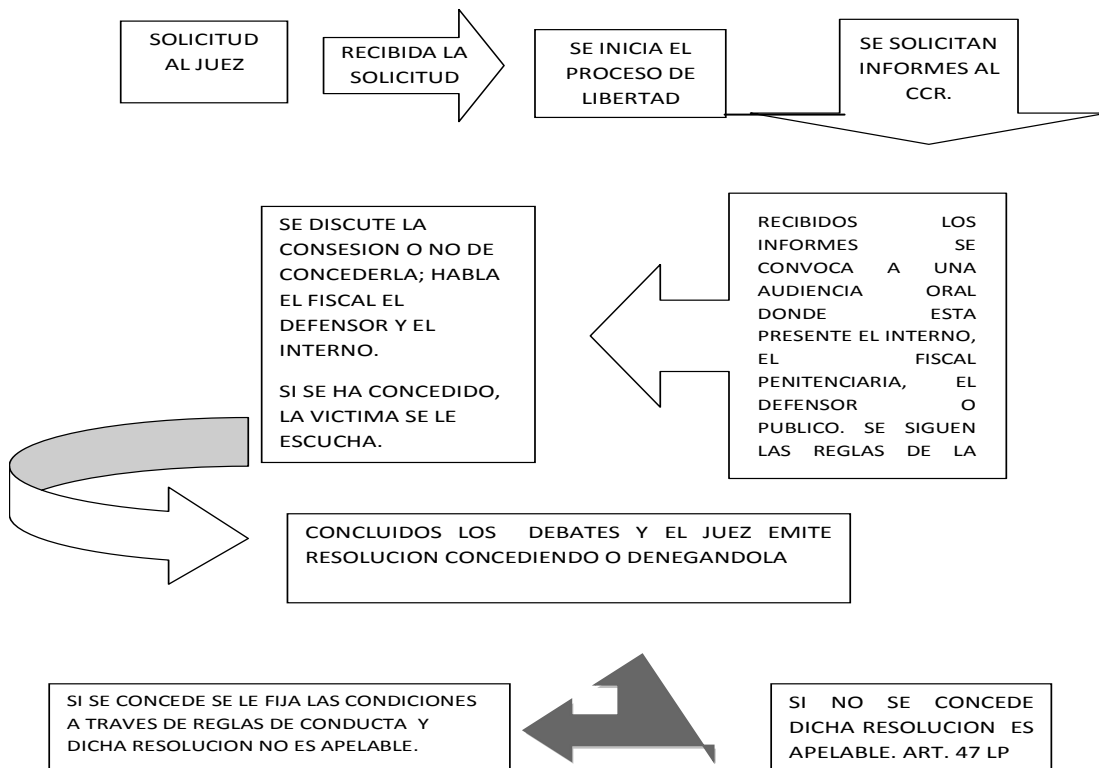 SOLICITUD
AL JUEZ
RECIBIDA LA
SOLICITUD
SE INICIA EL
PROCESO DE
LIBERTAD
SE SOLICITAN
INFORMES AL
CCR.
RECIBIDOS LOS
INFORMES SE
CONVOCA A UNA
AUDIENCIA ORAL
DONDE ESTA
PRESENTE EL INTERNO,
EL FISCAL
PENITENCIARIA, EL
DEFENSOR O
PUBLICO. SE SIGUEN
LAS REGLAS DE LA
SE DISCUTE LA
CONSESION O NO DE
CONCEDERLA; HABLA
EL FISCAL EL
DEFENSOR Y EL
INTERNO.
SI SE HA CONCEDIDO,
LA VICTIMA SE LE
ESCUCHA.
CONCLUIDOS LOS DEBATES Y EL JUEZ EMITE
RESOLUCION CONCEDIENDO O DENEGANDOLA
SI SE CONCEDE SE LE FIJA LAS CONDICIONES
A TRAVES DE REGLAS DE CONDUCTA Y
DICHA RESOLUCION NO ES APELABLE.
SI NO SE CONCEDE
DICHA RESOLUCION ES
APELABLE. ART. 47 LP